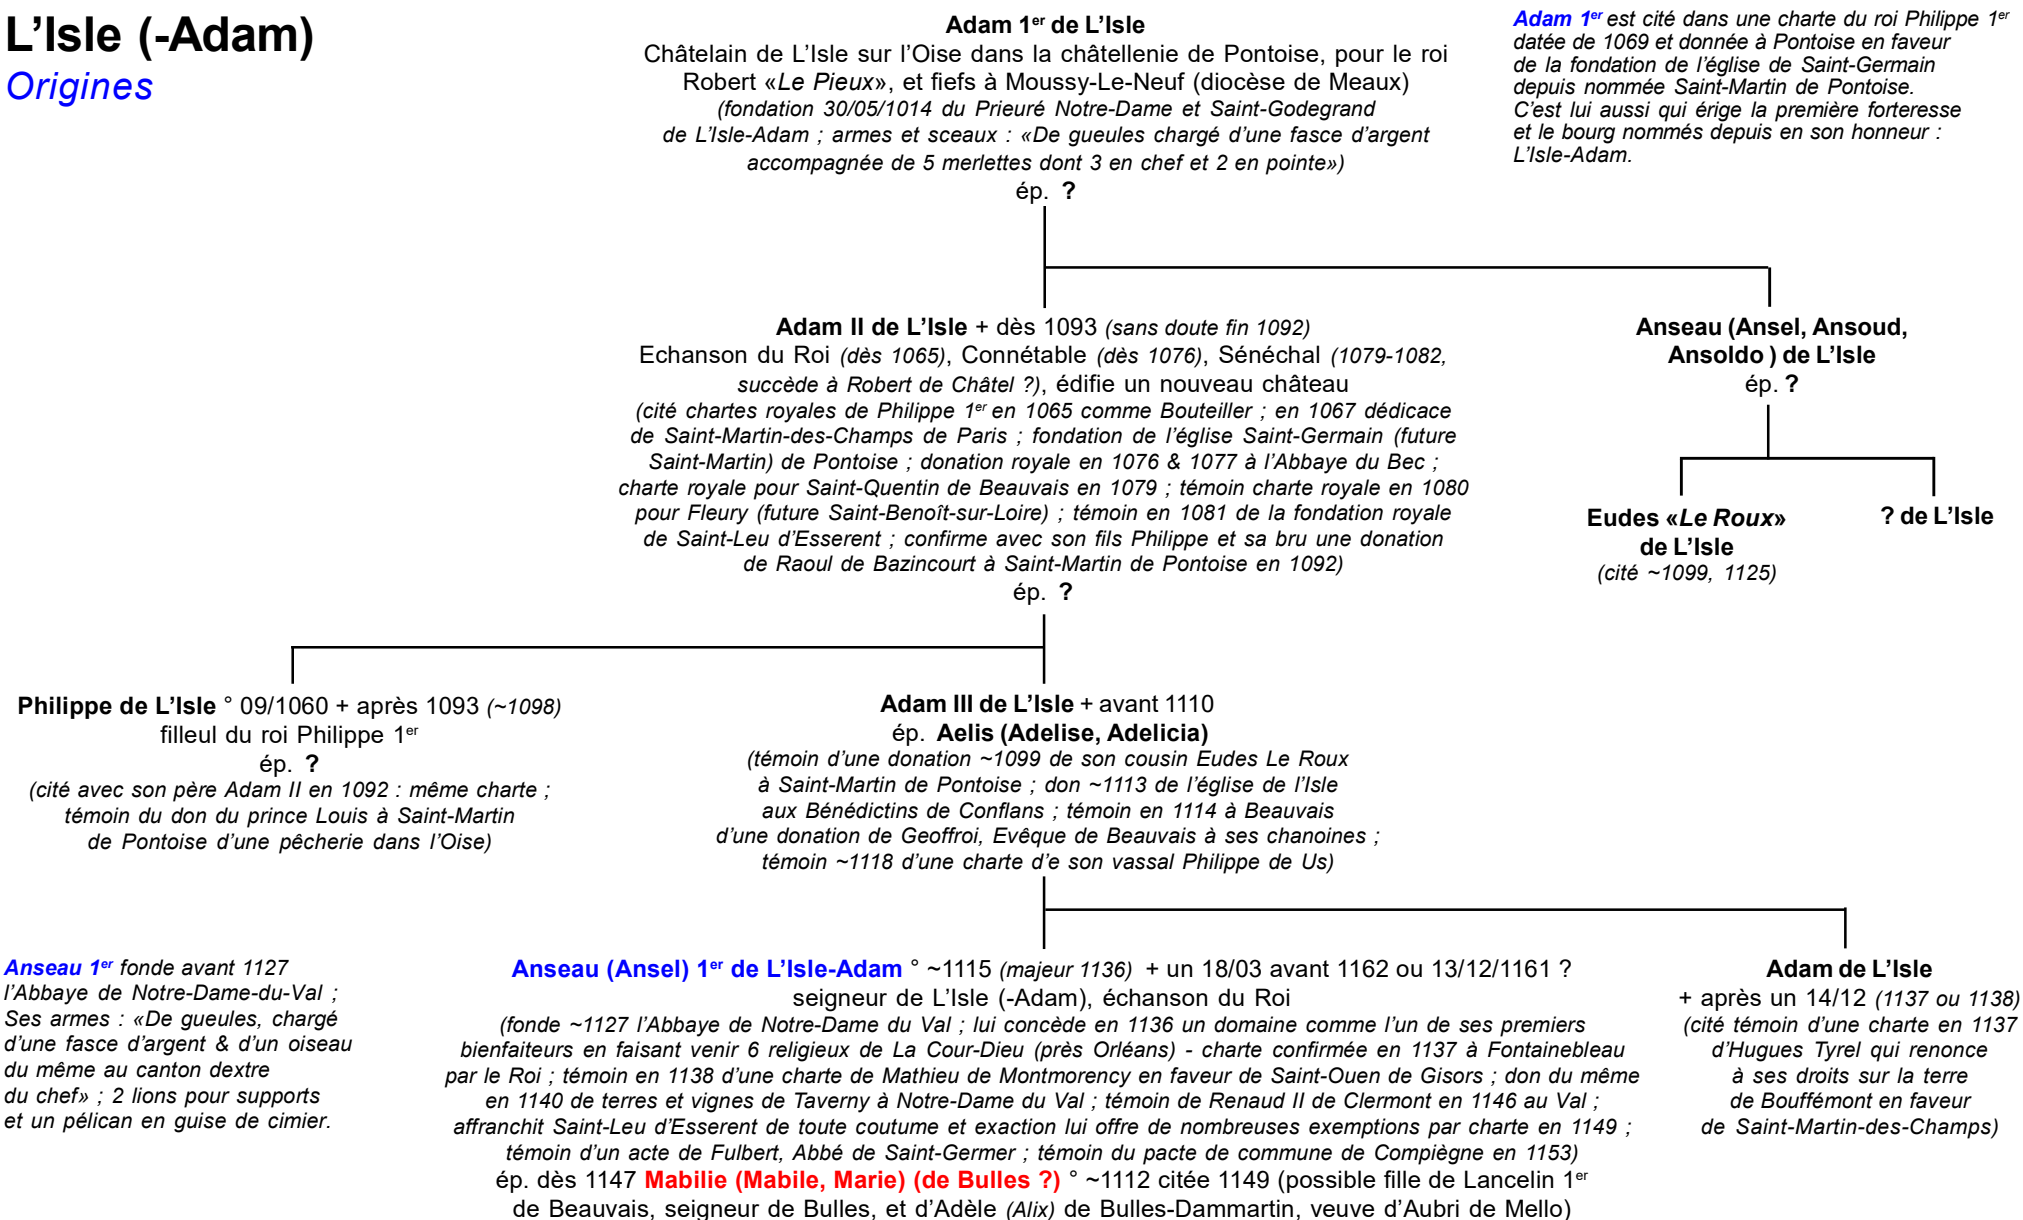 L’Isle (-Adam)
Origines
Adam 1er de L’Isle
Châtelain de L’Isle sur l’Oise dans la châtellenie de Pontoise, pour le roi
Robert «Le Pieux», et fiefs à Moussy-Le-Neuf (diocèse de Meaux)
(fondation 30/05/1014 du Prieuré Notre-Dame et Saint-Godegrand
de L’Isle-Adam ; armes et sceaux : «De gueules chargé d’une fasce d’argent
accompagnée de 5 merlettes dont 3 en chef et 2 en pointe»)
ép. ?
Adam 1er est cité dans une charte du roi Philippe 1er
datée de 1069 et donnée à Pontoise en faveur
de la fondation de l’église de Saint-Germain
depuis nommée Saint-Martin de Pontoise.
C’est lui aussi qui érige la première forteresse
et le bourg nommés depuis en son honneur :
L’Isle-Adam.
Adam II de L’Isle + dès 1093 (sans doute fin 1092)
Echanson du Roi (dès 1065), Connétable (dès 1076), Sénéchal (1079-1082,
succède à Robert de Châtel ?), édifie un nouveau château
(cité chartes royales de Philippe 1er en 1065 comme Bouteiller ; en 1067 dédicace
de Saint-Martin-des-Champs de Paris ; fondation de l’église Saint-Germain (future
Saint-Martin) de Pontoise ; donation royale en 1076 & 1077 à l’Abbaye du Bec ;
charte royale pour Saint-Quentin de Beauvais en 1079 ; témoin charte royale en 1080
pour Fleury (future Saint-Benoît-sur-Loire) ; témoin en 1081 de la fondation royale
de Saint-Leu d’Esserent ; confirme avec son fils Philippe et sa bru une donation
de Raoul de Bazincourt à Saint-Martin de Pontoise en 1092)
ép. ?
Anseau (Ansel, Ansoud,
Ansoldo ) de L’Isle
ép. ?
Eudes «Le Roux»
de L’Isle
(cité ~1099, 1125)
? de L’Isle
Philippe de L’Isle ° 09/1060 + après 1093 (~1098)
filleul du roi Philippe 1er
ép. ?
(cité avec son père Adam II en 1092 : même charte ;
témoin du don du prince Louis à Saint-Martin
de Pontoise d’une pêcherie dans l’Oise)
Adam III de L’Isle + avant 1110
ép. Aelis (Adelise, Adelicia)
(témoin d’une donation ~1099 de son cousin Eudes Le Roux
à Saint-Martin de Pontoise ; don ~1113 de l’église de l’Isle
aux Bénédictins de Conflans ; témoin en 1114 à Beauvais
d’une donation de Geoffroi, Evêque de Beauvais à ses chanoines ;
témoin ~1118 d’une charte d’e son vassal Philippe de Us)
Anseau 1er fonde avant 1127
l’Abbaye de Notre-Dame-du-Val ;
Ses armes : «De gueules, chargé
d’une fasce d’argent & d’un oiseau
du même au canton dextre
du chef» ; 2 lions pour supports
et un pélican en guise de cimier.
Anseau (Ansel) 1er de L’Isle-Adam ° ~1115 (majeur 1136) + un 18/03 avant 1162 ou 13/12/1161 ?
seigneur de L’Isle (-Adam), échanson du Roi
(fonde ~1127 l’Abbaye de Notre-Dame du Val ; lui concède en 1136 un domaine comme l’un de ses premiers
bienfaiteurs en faisant venir 6 religieux de La Cour-Dieu (près Orléans) - charte confirmée en 1137 à Fontainebleau
par le Roi ; témoin en 1138 d’une charte de Mathieu de Montmorency en faveur de Saint-Ouen de Gisors ; don du même
en 1140 de terres et vignes de Taverny à Notre-Dame du Val ; témoin de Renaud II de Clermont en 1146 au Val ;
affranchit Saint-Leu d’Esserent de toute coutume et exaction lui offre de nombreuses exemptions par charte en 1149 ;
témoin d’un acte de Fulbert, Abbé de Saint-Germer ; témoin du pacte de commune de Compiègne en 1153)
ép. dès 1147 Mabilie (Mabile, Marie) (de Bulles ?) ° ~1112 citée 1149 (possible fille de Lancelin 1er
de Beauvais, seigneur de Bulles, et d’Adèle (Alix) de Bulles-Dammartin, veuve d’Aubri de Mello)
Adam de L’Isle
+ après un 14/12 (1137 ou 1138)
(cité témoin d’une charte en 1137
d’Hugues Tyrel qui renonce
à ses droits sur la terre
de Bouffémont en faveur
de Saint-Martin-des-Champs)